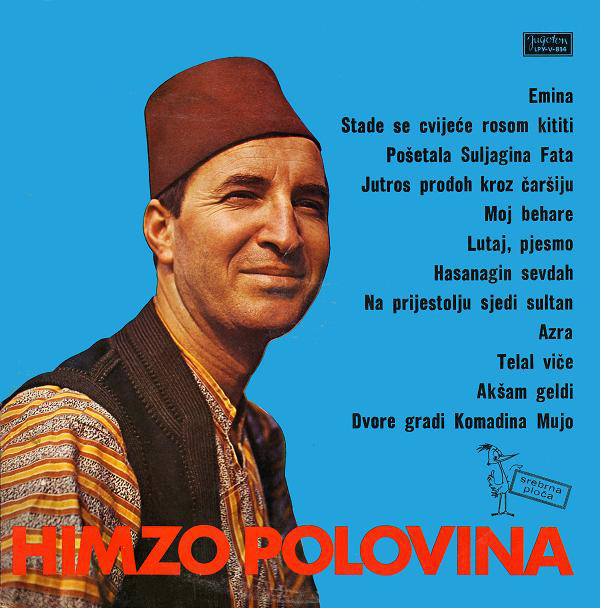 Jugoton
LPY-V-814
Emina
Stade se cvijeće rosom kititi
Pošetala Suljagina Fata
Jutros prođoh kroz čaršiju
Moj behare
Lutaj, pjesmo
Hasanagin sevdah
Na prijestolju sjedi sultan
Azra
Telal viče
Akšam geldi
Dvore gradi Komadina Mujo
srebrna
ploča
HIMZO POLOVINA